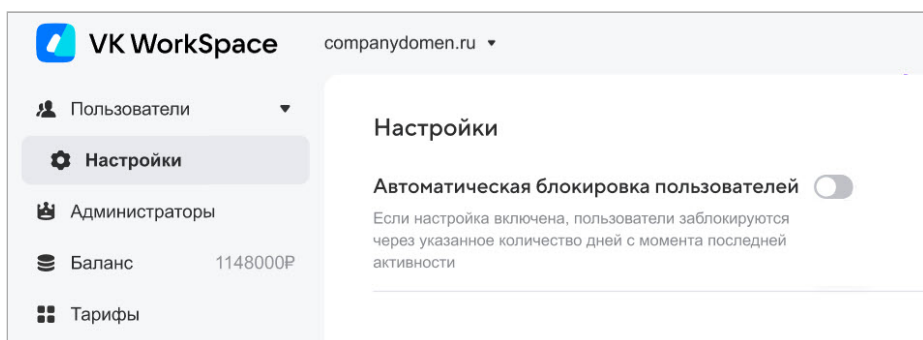 VK WorkSpace
companydomen.ru
Пользователи
Настройки
Администраторы
Баланс 1148000₽
Тарифы
Настройки
Автоматическая блокировка пользователей
Если настройка включена, пользователи заблокируются
через указанное количество дней с момента последней
активности